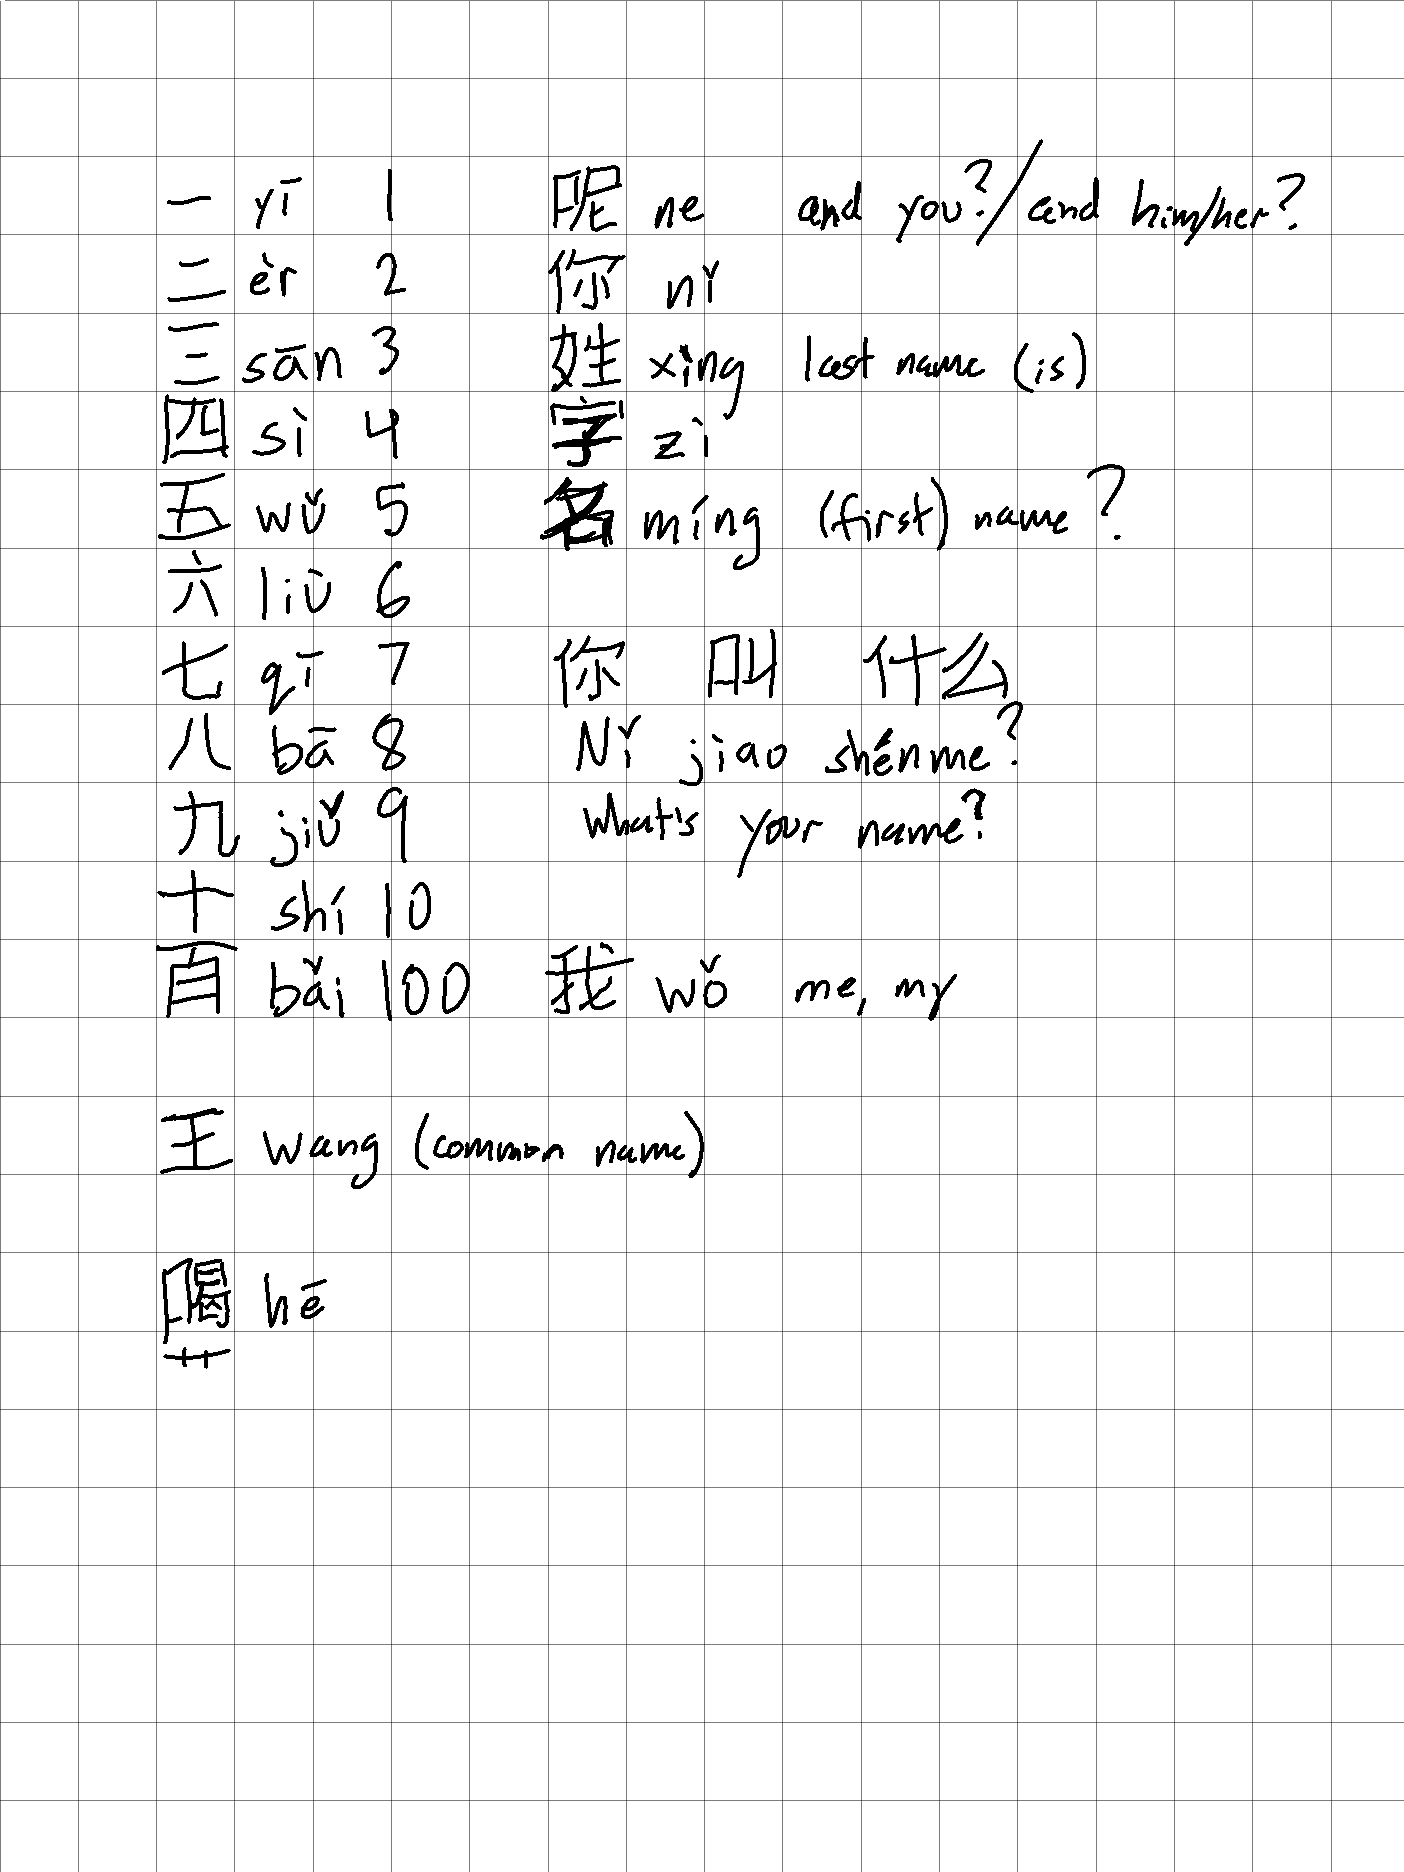 一 yī 1 呢 ne and you?/and him/her?
二 èr 2 你 nǐ
三 sān 3 姓 xìng last name (is)
四 sì 4 字 zì
五 wǔ 5 名 míng (first) name?
六 liù 6
七 qī 7 你 叫 什么
八 bā 8 Nǐ jiao shénme?
九 jiǔ 9 What's your name?
十 shí 10
百 bǎi 100 我 wǒ me, my
王 wang (common name)
喝 hē
艹